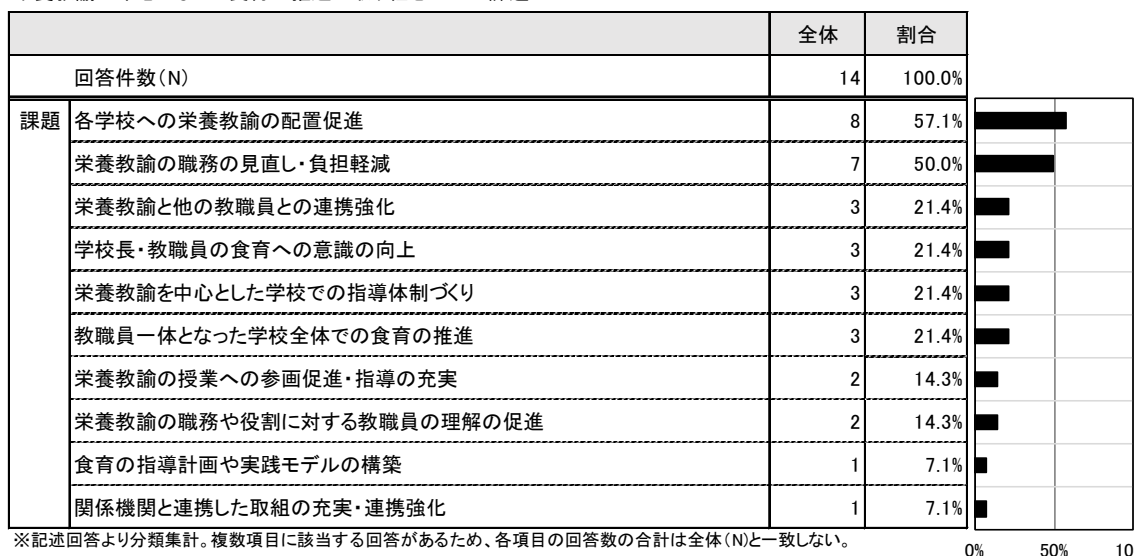 全体 割合
回答件数(N) 14 100.0%
課題 各学校への栄養教諭の配置促進 8 57.1%
栄養教諭の職務の見直し・負担軽減 7 50.0%
栄養教諭と他の教職員との連携強化 3 21.4%
学校長・教職員の食育への意識の向上 3 21.4%
栄養教諭を中心とした学校での指導体制づくり 3 21.4%
教職員一体となった学校全体での食育の推進 3 21.4%
栄養教諭の授業への参画促進・指導の充実 2 14.3%
栄養教諭の職務や役割に対する教職員の理解の促進 2 14.3%
食育の指導計画や実践モデルの構築 1 7.1%
関係機関と連携した取組の充実・連携強化 1 7.1%
※記述回答より分類集計。複数項目に該当する回答があるため、各項目の回答数の合計は全体(N)と一致しない。
0% 50% 10